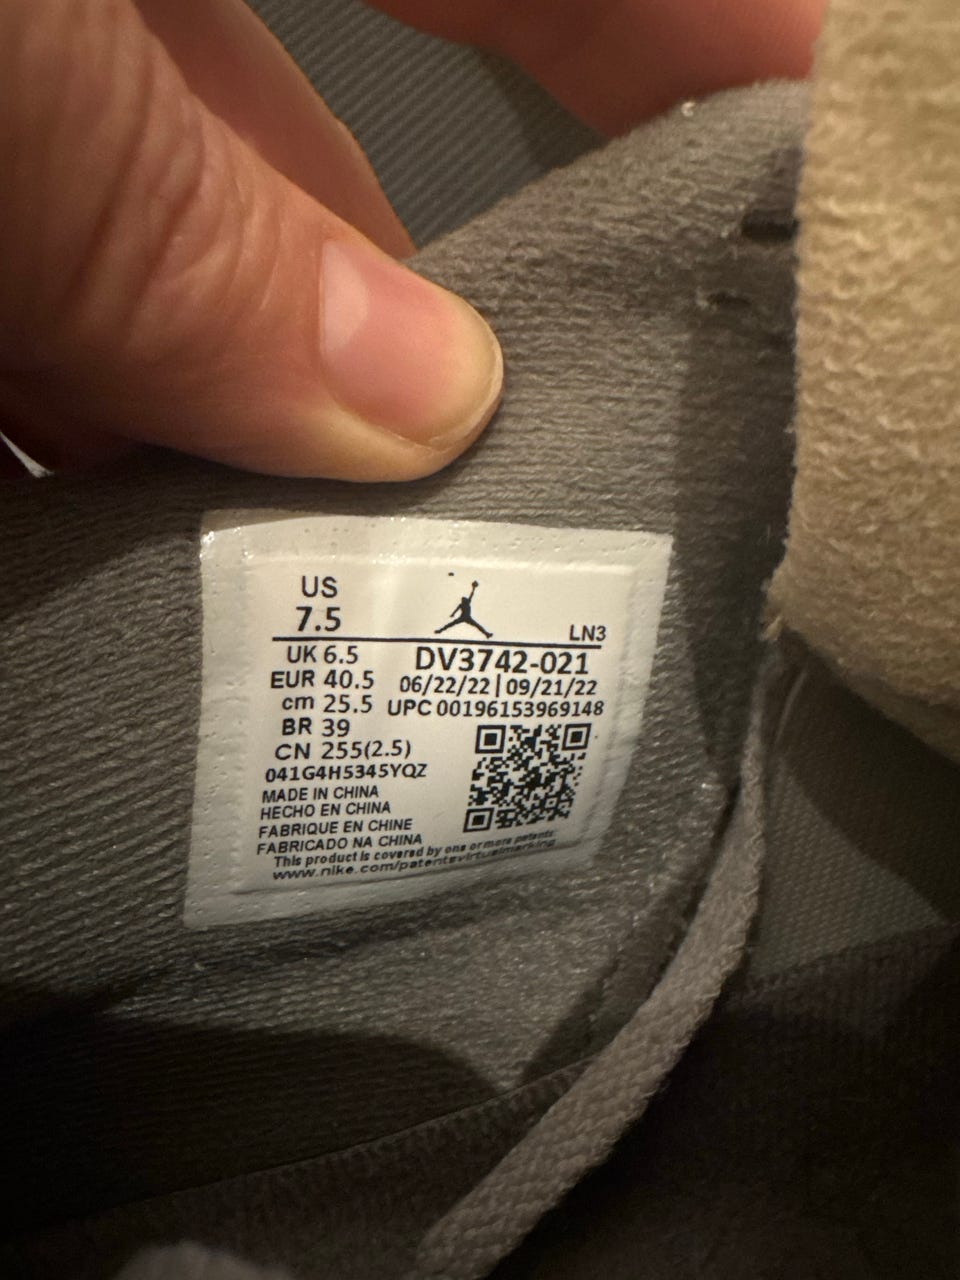 US
7.5
LN3
UK 6.5
DV3742-021
EUR 40.5
06/22/22 | 09/21/22
cm 25.5
UPC 00196153969148
BR 39
CN 255(2.5)
041G4H5345YQZ
MADE IN CHINA
HECHO EN CHINA
FABRIQUE EN CHINE
FABRICADO NA CHINA
This product is covered by one or more patents
www.nike.com/patentsvirtualmarking